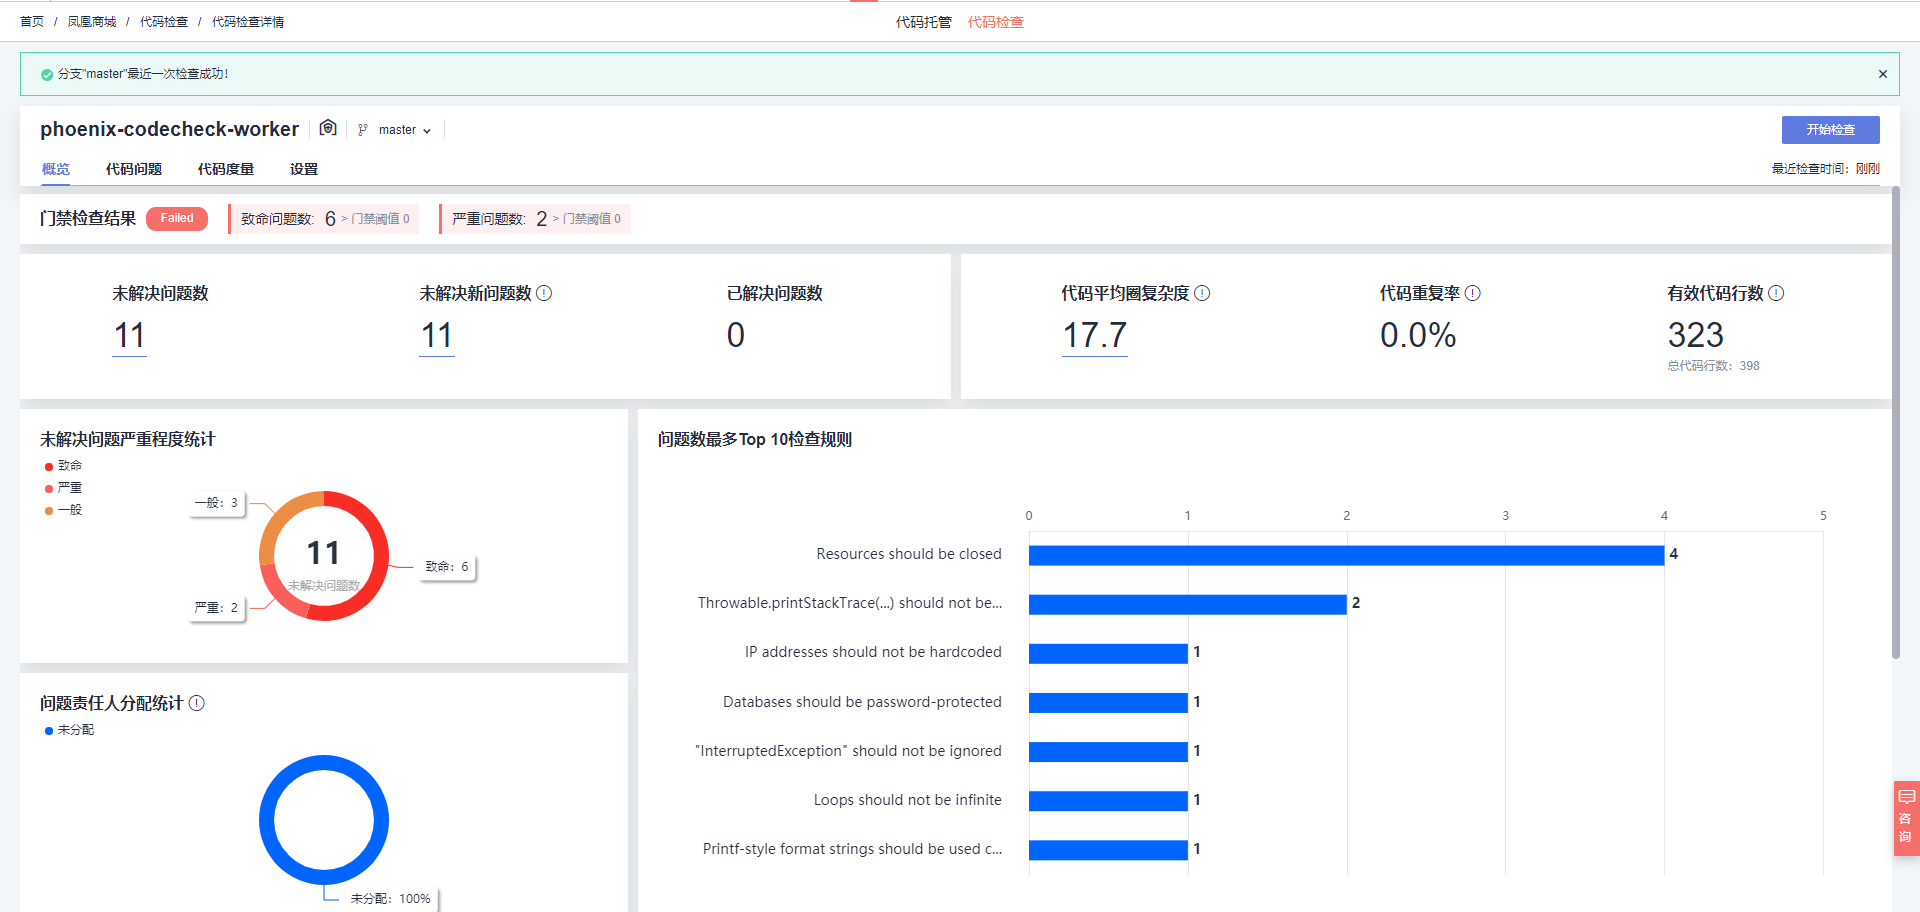 首页 / 凤凰商城 / 代码检查 / 代码检查详情
代码托管 代码检查
分支"master"最近一次检查成功!
phoenix-codecheck-worker master
开始检查
概览 代码问题 代码度量 设置
最近检查时间：刚刚
门禁检查结果 Failed 致命问题数: 6 > 门禁阈值 0 严重问题数: 2 > 门禁阈值 0
未解决问题数 未解决新问题数 已解决问题数
11 11 0
代码平均圈复杂度 代码重复率 有效代码行数
17.7 0.0% 323
总代码行数：398
未解决问题严重程度统计
致命
严重
一般
一般：3
11
未解决问题数
致命：6
严重：2
问题责任人分配统计
未分配
未分配：100%
问题数最多Top 10检查规则
0 1 2 3 4 5
Resources should be closed 4
Throwable.printStackTrace(...) should not be... 2
IP addresses should not be hardcoded 1
Databases should be password-protected 1
"InterruptedException" should not be ignored 1
Loops should not be infinite 1
Printf-style format strings should be used c... 1
咨
询